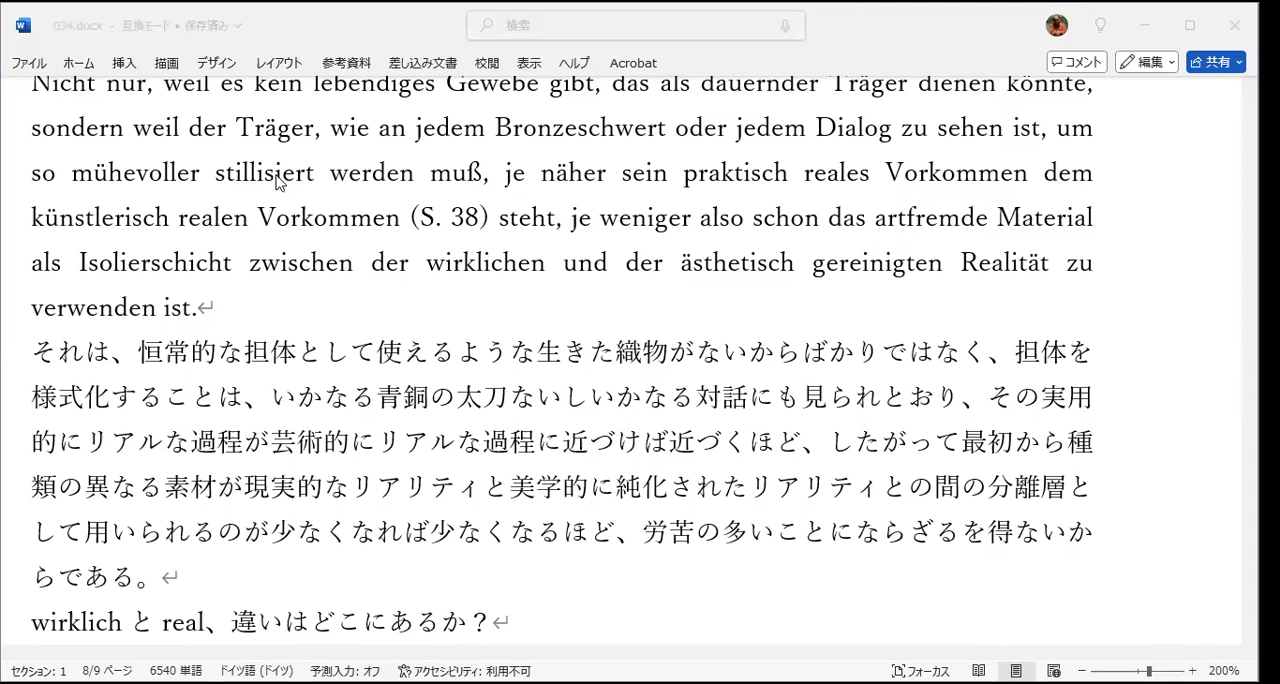 034.docx - 互換モード • 保存済み
検索
ファイル ホーム 挿入 描画 デザイン レイアウト 参考資料 差し込み文書 校閲 表示 ヘルプ Acrobat コメント 編集 共有
Nicht nur, weil es kein lebendiges Gewebe gibt, das als dauernder Träger dienen könnte,
sondern weil der Träger, wie an jedem Bronzeschwert oder jedem Dialog zu sehen ist, um
so mühevoller stillisiert werden muß, je näher sein praktisch reales Vorkommen dem
künstlerisch realen Vorkommen (S. 38) steht, je weniger also schon das artfremde Material
als Isolierschicht zwischen der wirklichen und der ästhetisch gereinigten Realität zu
verwenden ist.↵
それは、恒常的な担体として使えるような生きた織物がないからばかりではなく、担体を
様式化することは、いかなる青銅の太刀ないしいかなる対話にも見られとおり、その実用
的にリアルな過程が芸術的にリアルな過程に近づけば近づくほど、したがって最初から種
類の異なる素材が現実的なリアリティと美学的に純化されたリアリティとの間の分離層と
して用いられるのが少なくなれば少なくなるほど、労苦の多いことにならざるを得ないか
らである。↵
wirklich と real、違いはどこにあるか？↵
セクション: 1 8/9 ページ 6540 単語 ドイツ語 (ドイツ) 予測入力: オフ アクセシビリティ: 利用不可 フォーカス 200%